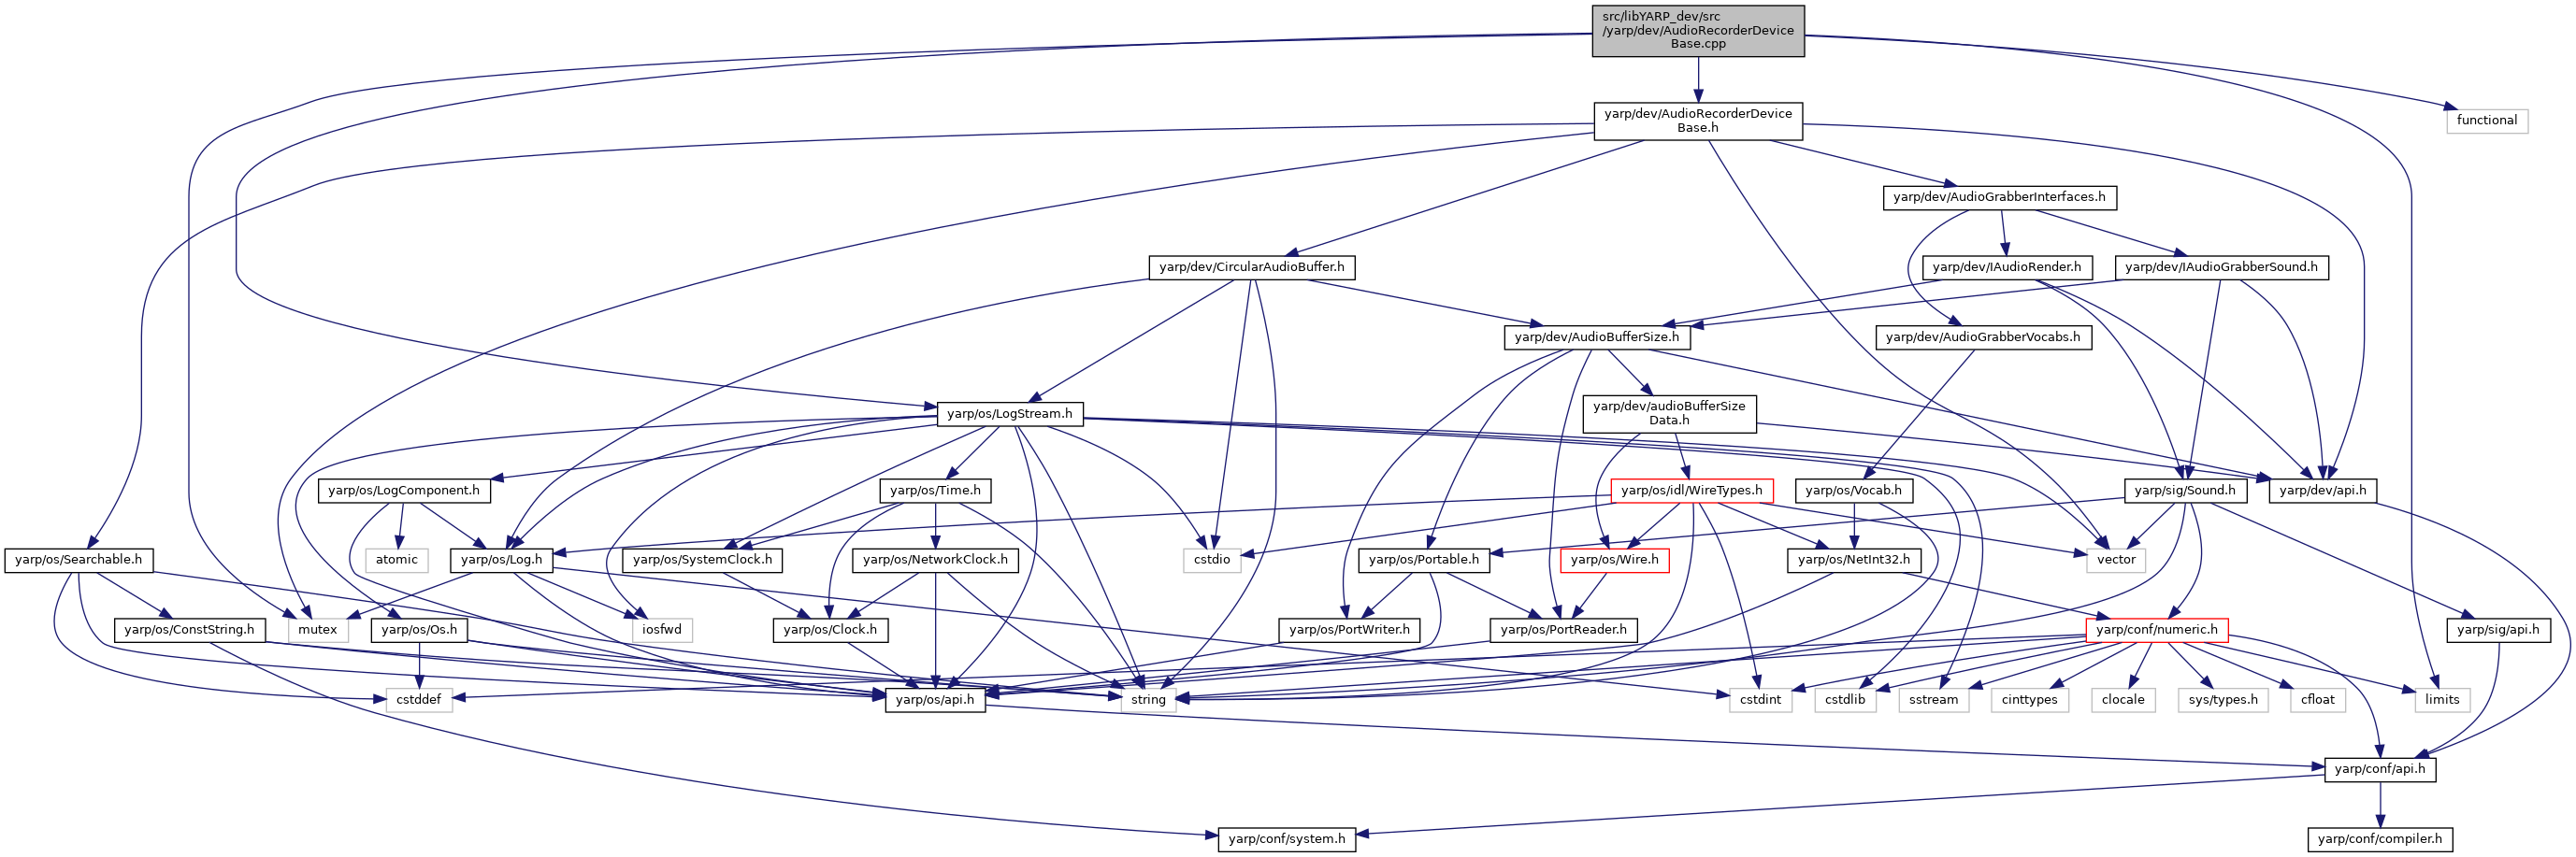 src/libYARP_dev/src
/yarp/dev/AudioRecorderDevice
Base.cpp
yarp/dev/AudioRecorderDevice
Base.h
functional
yarp/dev/AudioGrabberInterfaces.h
yarp/dev/CircularAudioBuffer.h
yarp/dev/IAudioRender.h
yarp/dev/IAudioGrabberSound.h
yarp/dev/AudioBufferSize.h
yarp/dev/AudioGrabberVocabs.h
yarp/os/LogStream.h
yarp/dev/audioBufferSize
Data.h
yarp/os/LogComponent.h
yarp/os/Time.h
yarp/os/idl/WireTypes.h
yarp/os/Vocab.h
yarp/sig/Sound.h
yarp/dev/api.h
yarp/os/Searchable.h
atomic
yarp/os/Log.h
yarp/os/SystemClock.h
yarp/os/NetworkClock.h
cstdio
yarp/os/Portable.h
yarp/os/Wire.h
yarp/os/NetInt32.h
vector
yarp/os/ConstString.h
mutex
yarp/os/Os.h
iosfwd
yarp/os/Clock.h
yarp/os/PortWriter.h
yarp/os/PortReader.h
yarp/conf/numeric.h
yarp/sig/api.h
cstddef
yarp/os/api.h
string
cstdint
cstdlib
sstream
cinttypes
clocale
sys/types.h
cfloat
limits
yarp/conf/api.h
yarp/conf/system.h
yarp/conf/compiler.h